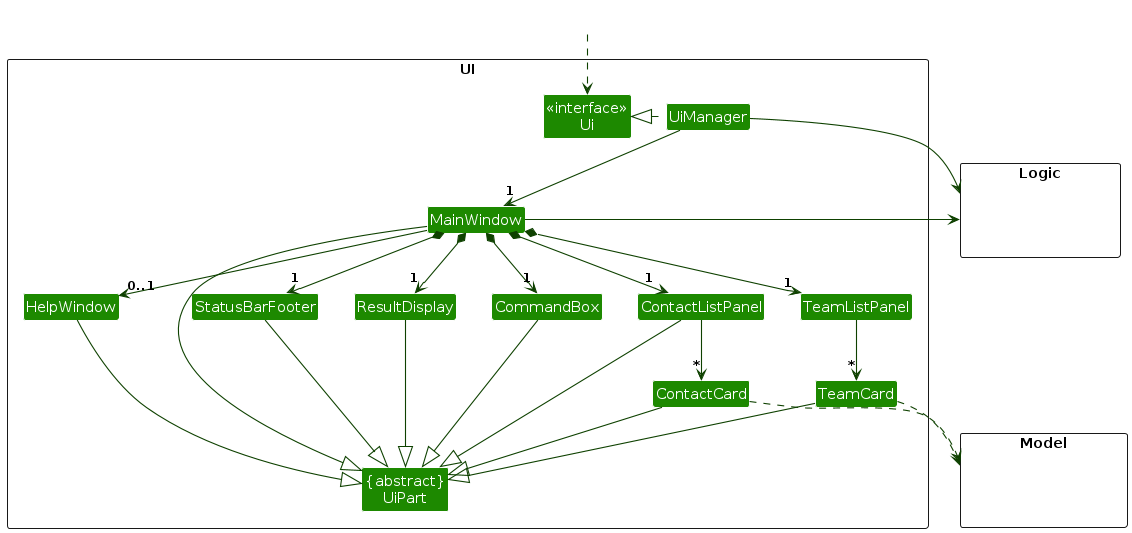 UI
«interface»
Ui
UiManager
Logic
1
MainWindow
0..1
1
1
1
1
1
HelpWindow
StatusBarFooter
ResultDisplay
CommandBox
ContactListPanel
TeamListPanel
*
*
ContactCard
TeamCard
Model
{abstract}
UiPart